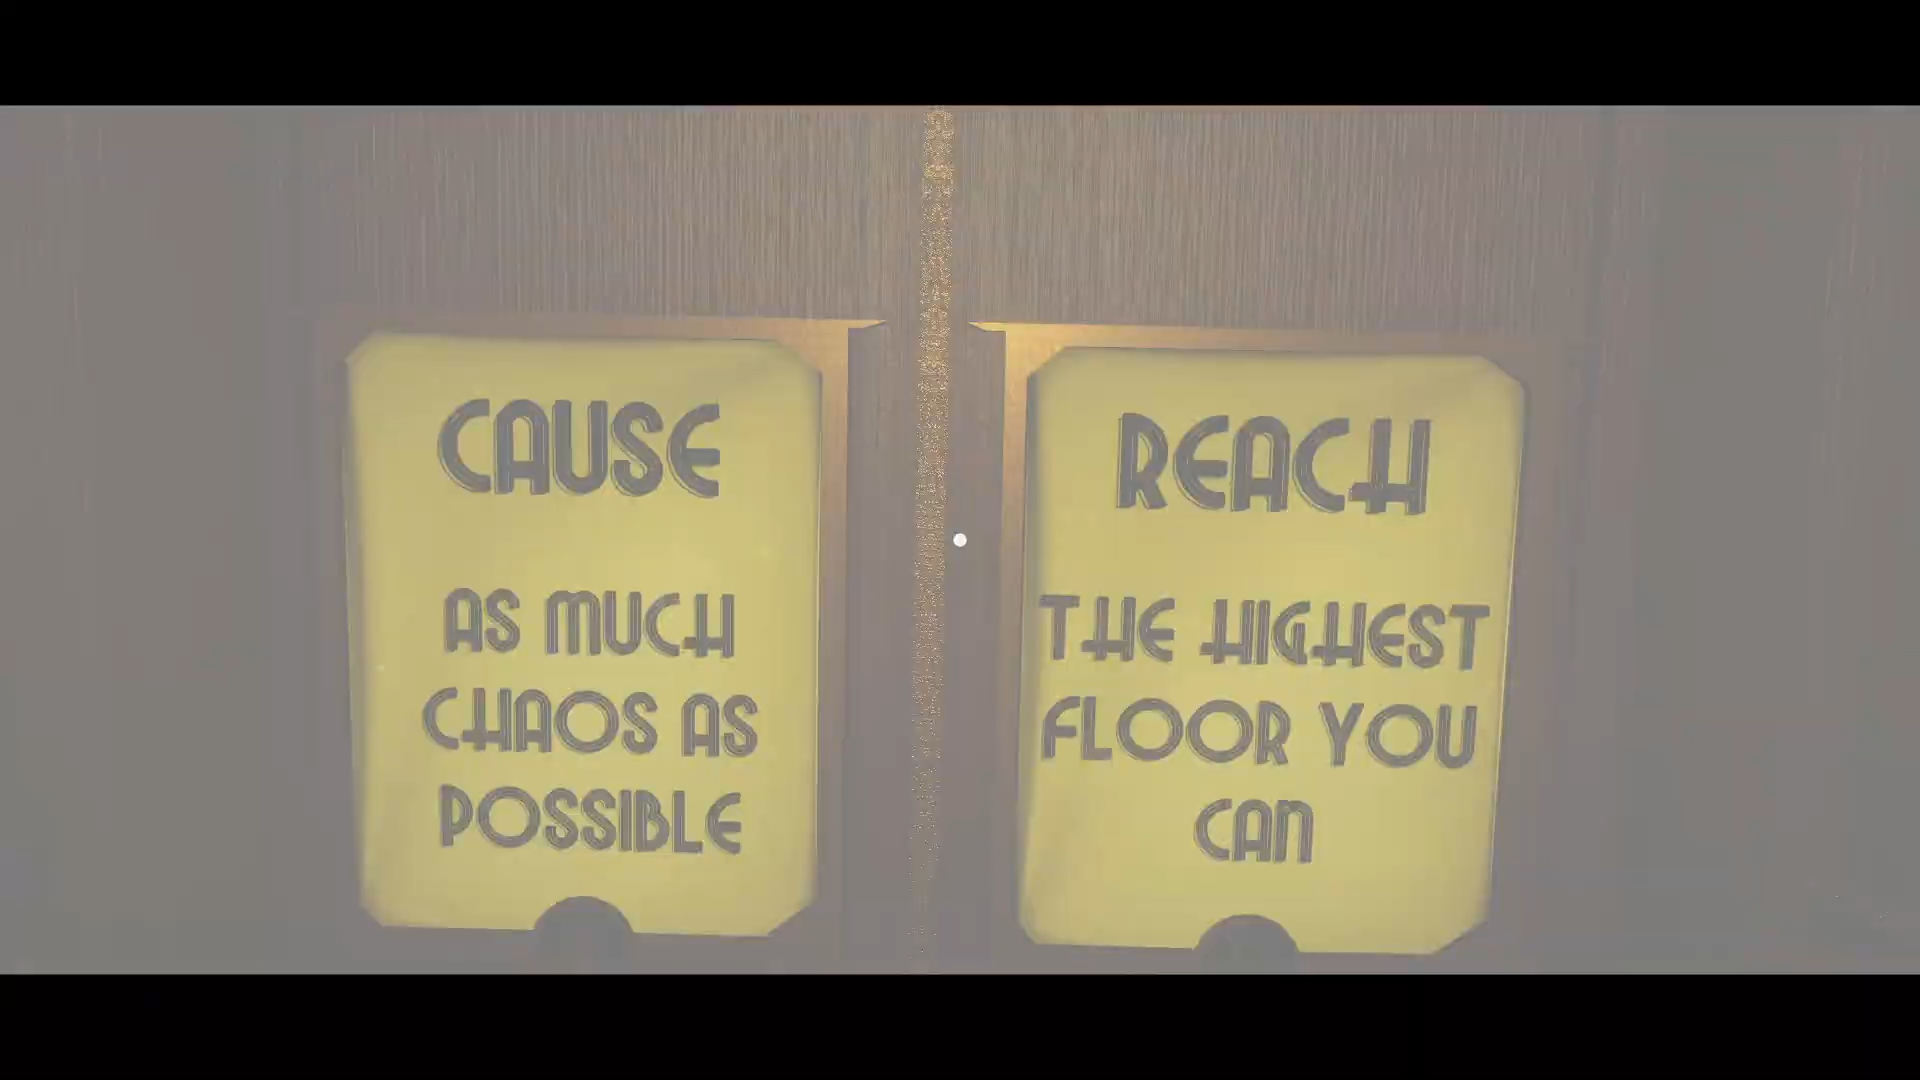 CAUSE
AS MUCH
CHAOS AS
POSSIBLE
REACH
THE HIGHEST
FLOOR YOU
CAN